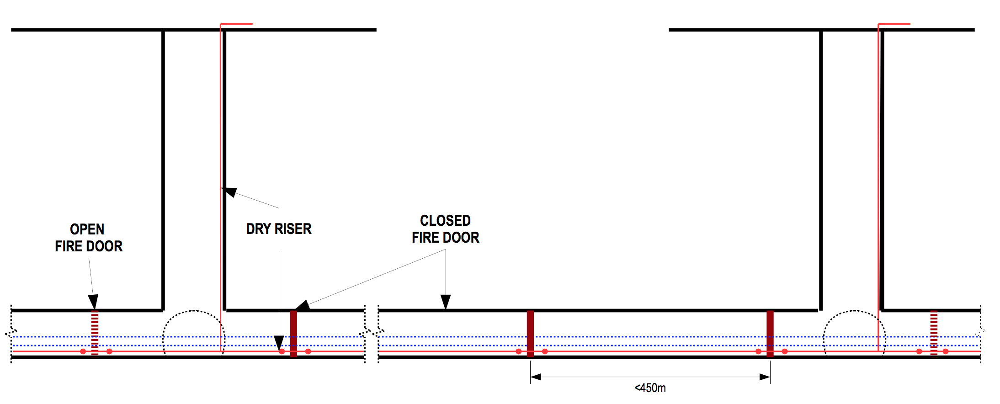 OPEN
FIRE DOOR
DRY RISER
CLOSED
FIRE DOOR
<450m